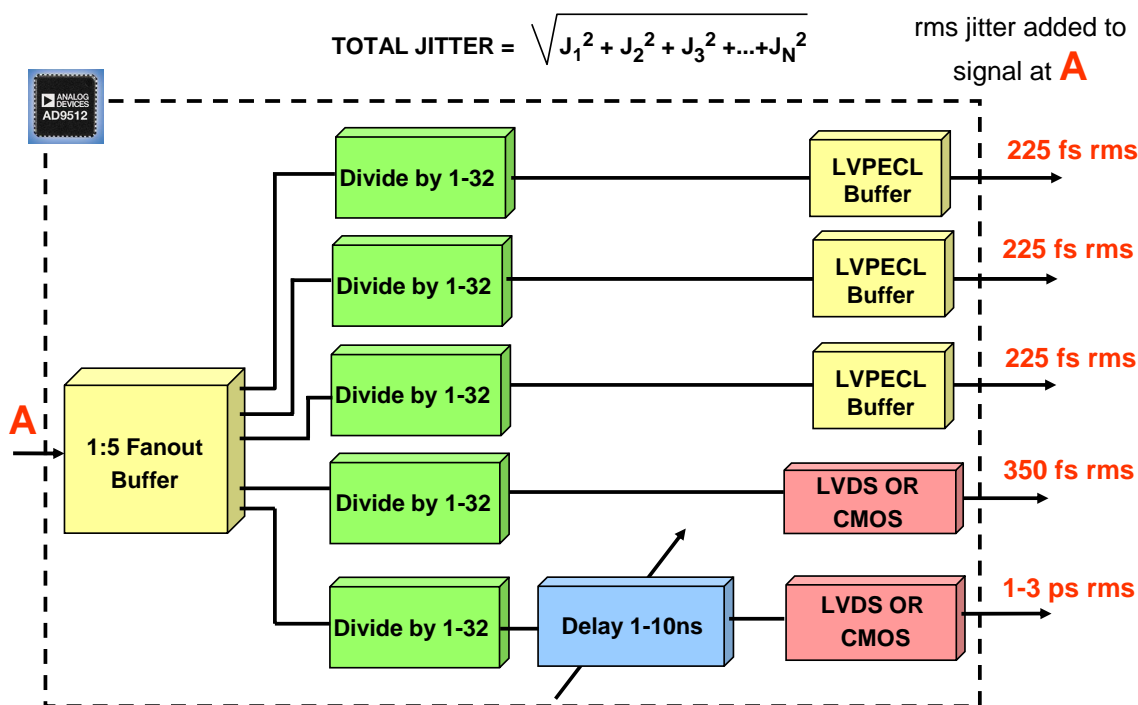 TOTAL JITTER = √(J₁² + J₂² + J₃² +...+J_N²)
rms jitter added to
signal at A
ANALOG
DEVICES
AD9512
Divide by 1-32
LVPECL
Buffer
225 fs rms
Divide by 1-32
LVPECL
Buffer
225 fs rms
Divide by 1-32
LVPECL
Buffer
225 fs rms
A
1:5 Fanout
Buffer
Divide by 1-32
LVDS OR
CMOS
350 fs rms
Divide by 1-32
Delay 1-10ns
LVDS OR
CMOS
1-3 ps rms